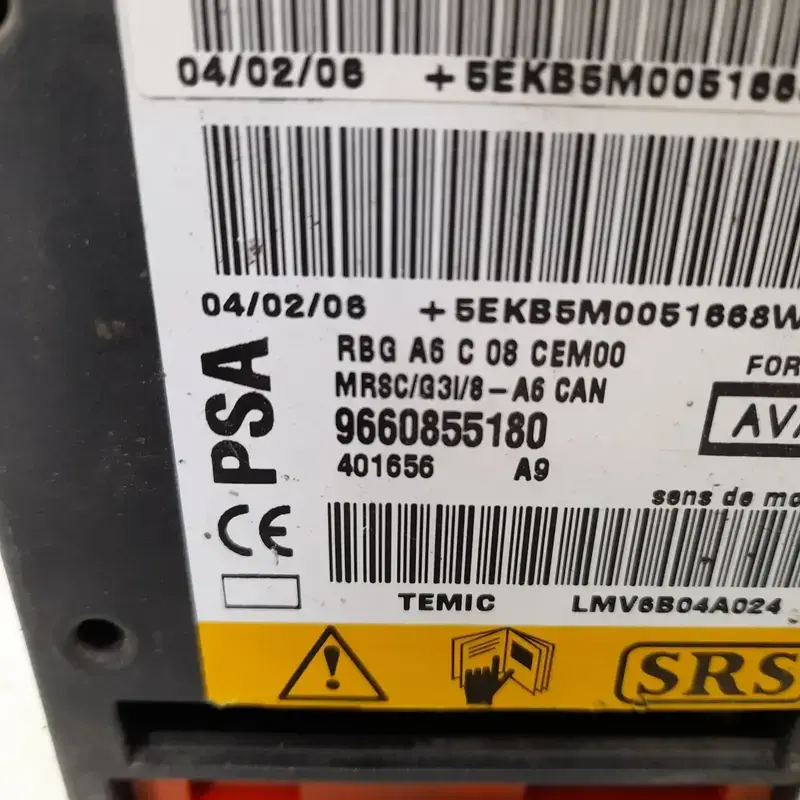 04/02/06 +5EKB5M0051668
04/02/06 +5EKB5M0051668W
PSA
RBG A6 C 08 CEM00
MRSC/G3I/8-A6 CAN
9660855180
401656 A9
FOR
AVA
sens de mo
CE
TEMIC LMV6B04A024
SRS